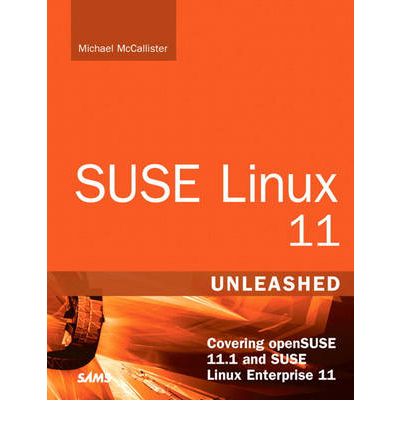 Michael McCallister
SUSE Linux
11
UNLEASHED
Covering openSUSE
11.1 and SUSE
Linux Enterprise 11
SAMS